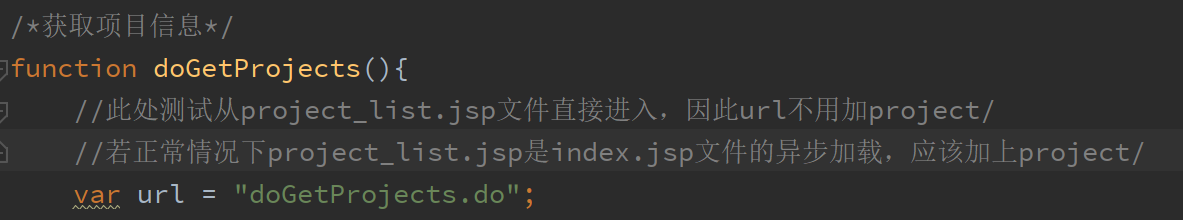 /*获取项目信息*/
function doGetProjects(){
//此处测试从project_list.jsp文件直接进入，因此url不用加project/
//若正常情况下project_list.jsp是index.jsp文件的异步加载，应该加上project/
var url = "doGetProjects.do";